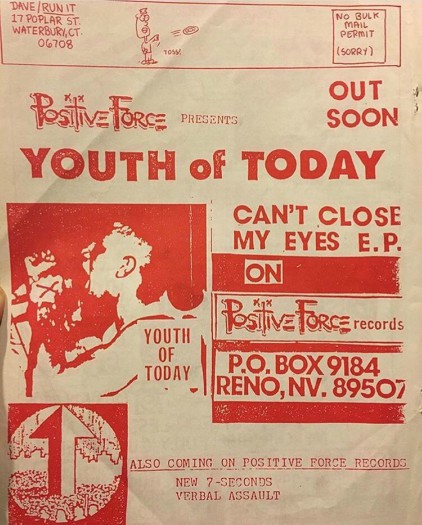 DAVE/RUN IT
17 POPLAR ST.
WATERBURY, CT.
06708
TOSS!
NO BULK
MAIL
PERMIT
(SORRY)
OUT
SOON
POSITIVE FORCE PRESENTS
YOUTH of TODAY
CAN'T CLOSE
MY EYES E.P.
ON
POSITIVE FORCE records
P.O. BOX 9184
RENO, NV. 89507
YOUTH
OF
TODAY
ALSO COMING ON POSITIVE FORCE RECORDS
NEW 7-SECONDS
VERBAL ASSAULT